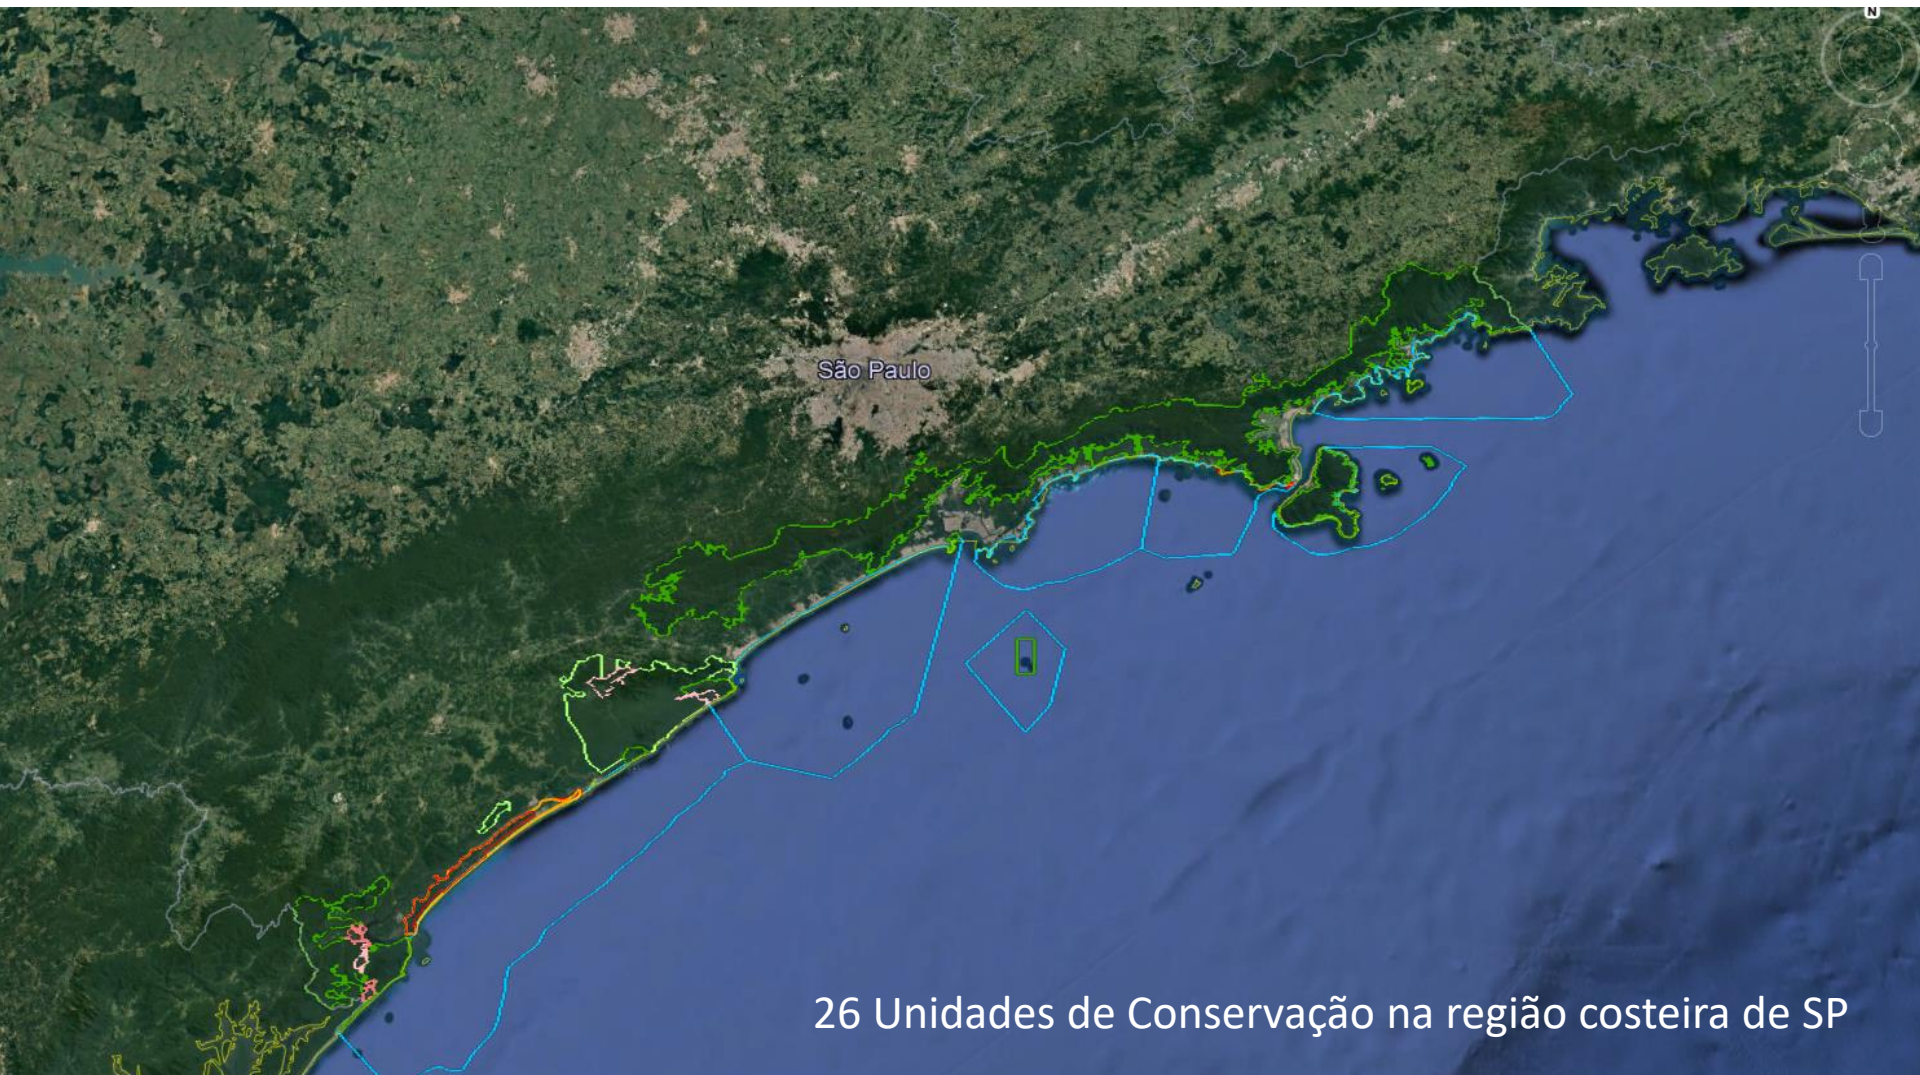 N
São Paulo
26 Unidades de Conservação na região costeira de SP